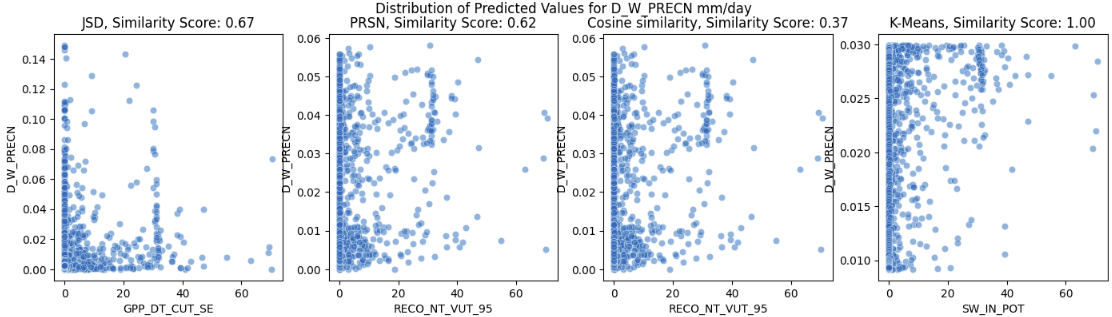 Distribution of Predicted Values for D_W_PRECN mm/day
JSD, Similarity Score: 0.67
PRSN, Similarity Score: 0.62
Cosine similarity, Similarity Score: 0.37
K-Means, Similarity Score: 1.00
D_W_PRECN
0.14
0.12
0.10
0.08
0.06
0.04
0.02
0.00
0 20 40 60
GPP_DT_CUT_SE
D_W_PRECN
0.06
0.05
0.04
0.03
0.02
0.01
0.00
0 20 40 60
RECO_NT_VUT_95
D_W_PRECN
0.06
0.05
0.04
0.03
0.02
0.01
0.00
0 20 40 60
RECO_NT_VUT_95
D_W_PRECN
0.030
0.025
0.020
0.015
0.010
0 20 40 60
SW_IN_POT